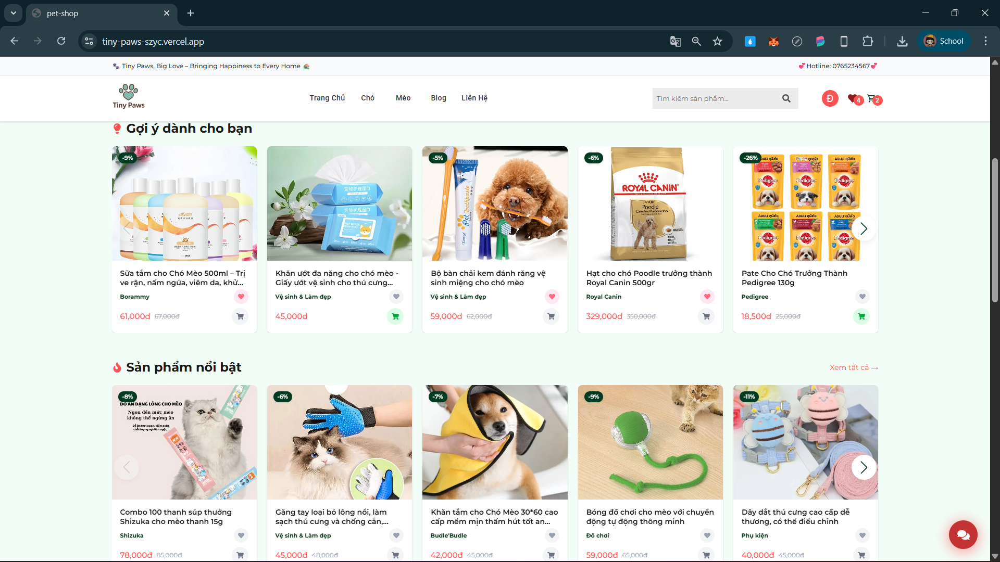 pet-shop
tiny-paws-szyc.vercel.app
School
Tiny Paws, Big Love – Bringing Happiness to Every Home
Hotline: 0765234567
Tiny Paws
Trang Chủ
Chó
Mèo
Blog
Liên Hệ
Tìm kiếm sản phẩm...
Đ
4
2
Gợi ý dành cho bạn
-9%
-5%
-6%
-26%
PET WIPES
Pet Toothpaste
ROYAL CANIN
ADULT
Poodle
Pedigree
Sữa tắm cho Chó Mèo 500ml – Trị
ve rận, nấm ngứa, viêm da, khử...
Borammy
61,000đ 67,000đ
Khăn ướt đa năng cho chó mèo -
Giấy ướt vệ sinh cho thú cưng...
Vệ sinh & Làm đẹp
45,000đ
Bộ bàn chải kem đánh răng vệ
sinh miệng cho chó mèo
Vệ sinh & Làm đẹp
59,000đ 62,000đ
Hạt cho chó Poodle trưởng thành
Royal Canin 500gr
Royal Canin
329,000đ 350,000đ
Pate Cho Chó Trưởng Thành
Pedigree 130g
Pedigree
18,500đ 25,000đ
Sản phẩm nổi bật
Xem tất cả →
-8%
ĐỒ ĂN DẠNG LỎNG CHO MÈO
Ngon đến mức mèo
không thể ngừng ăn
-6%
-7%
-9%
-11%
Combo 100 thanh súp thưởng
Shizuka cho mèo thanh 15g
Shizuka
78,000đ 85,000đ
Găng tay loại bỏ lông nổi, làm
sạch thú cưng và chống cắn,...
Vệ sinh & Làm đẹp
45,000đ 48,000đ
Khăn tắm cho Chó Mèo 30*60 cao
cấp mềm mịn thấm hút tốt an...
Budle'Budle
42,000đ 45,000đ
Bóng đồ chơi cho mèo với chuyển
động tự động thông minh
Đồ chơi
59,000đ 65,000đ
Dây dắt thú cưng cao cấp dễ
thương, có thể điều chỉnh
Phụ kiện
40,000đ 45,000đ